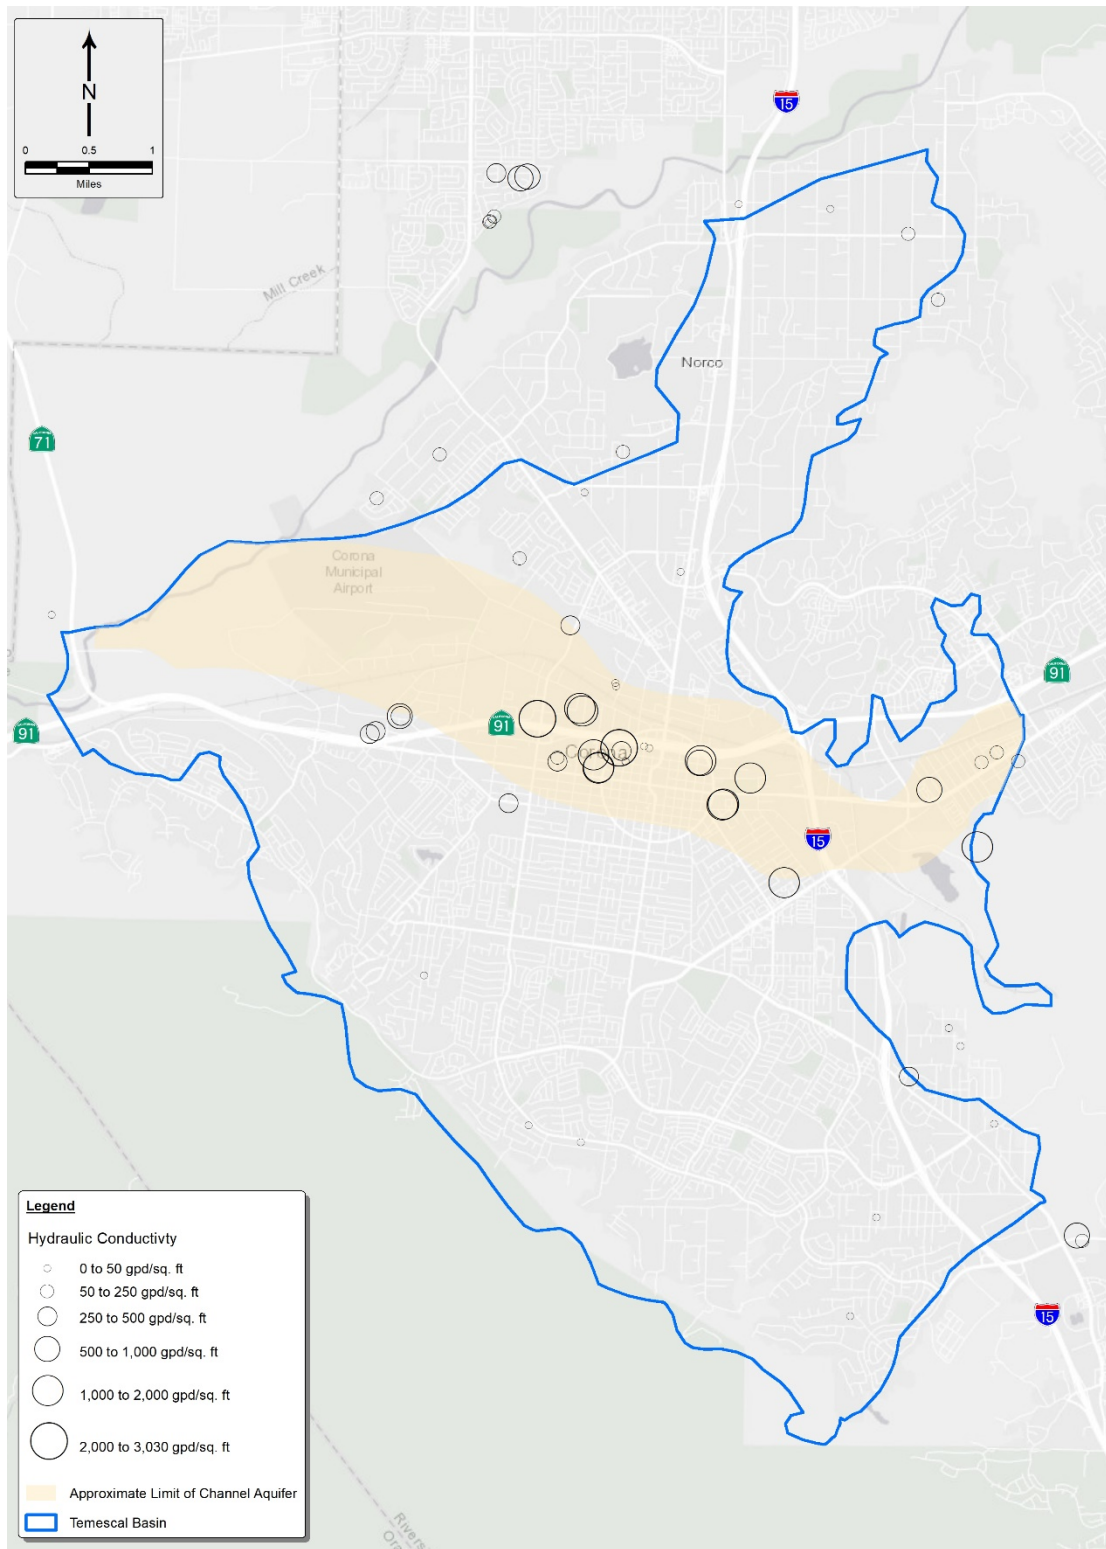 N
0 0.5 1
Miles
15
Mill Creek
Norco
71
Corona
Municipal
Airport
91
91
91
Corona
15
15
Legend
Hydraulic Conductivty
0 to 50 gpd/sq. ft
50 to 250 gpd/sq. ft
250 to 500 gpd/sq. ft
500 to 1,000 gpd/sq. ft
1,000 to 2,000 gpd/sq. ft
2,000 to 3,030 gpd/sq. ft
Approximate Limit of Channel Aquifer
Temescal Basin
Rivers
Ora